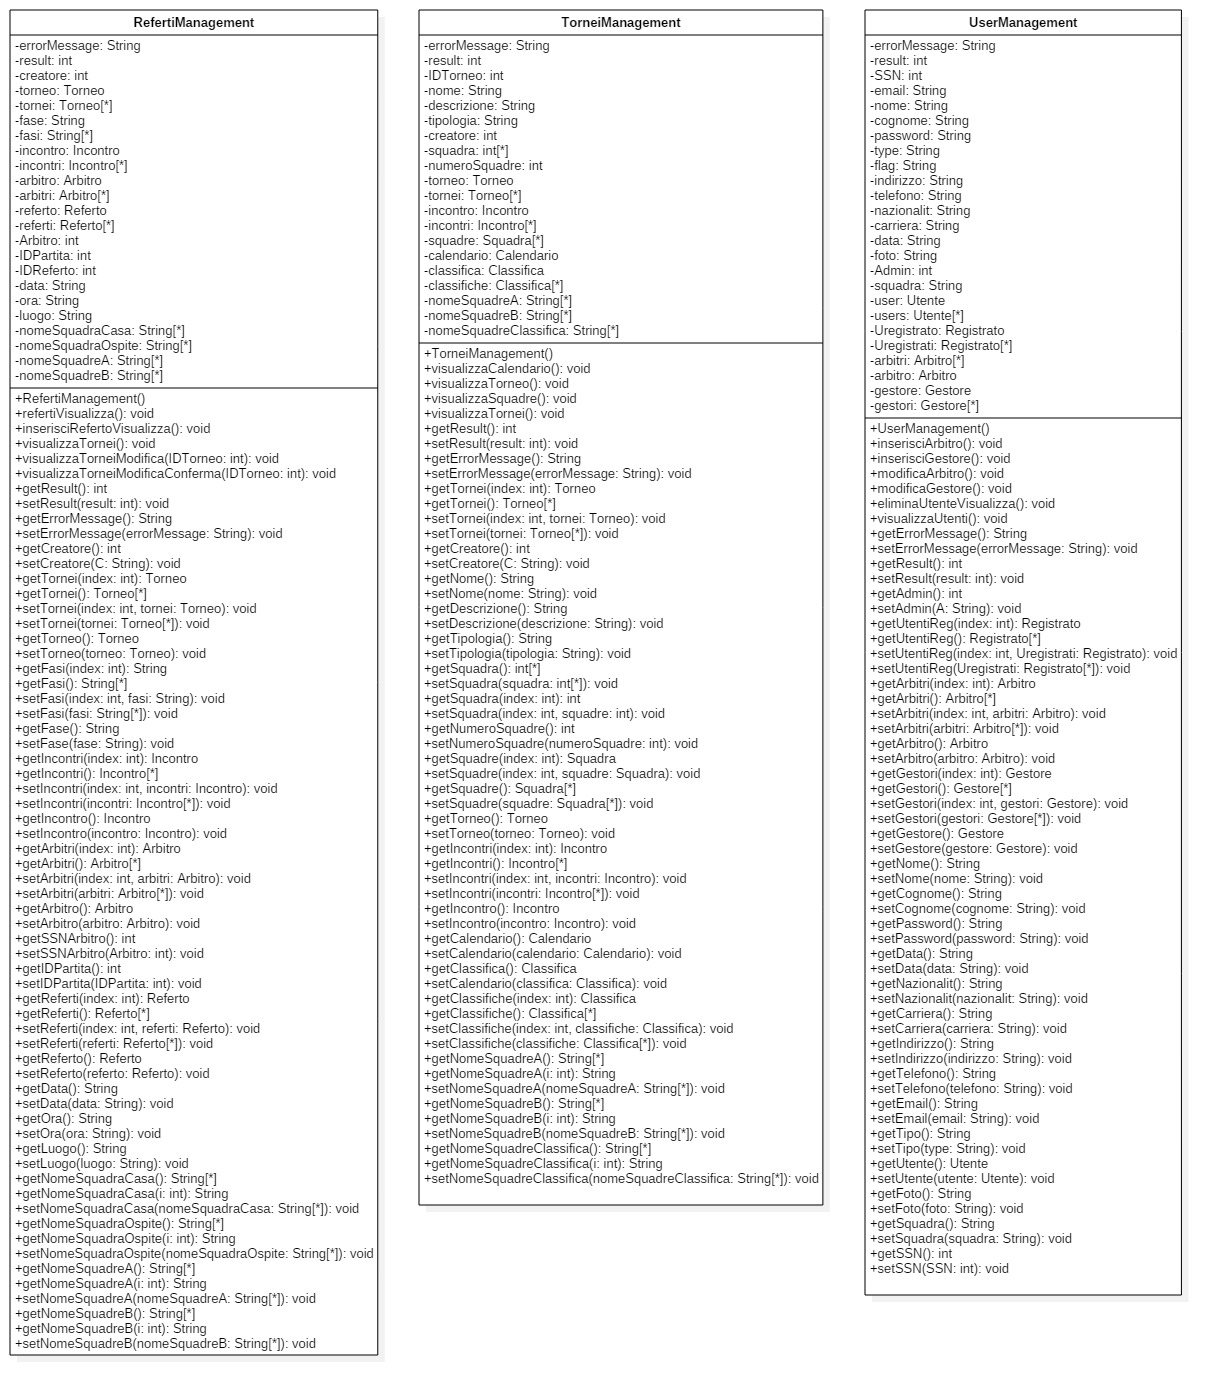 RefertiManagement
-errorMessage: String
-result: int
-creatore: int
-torneo: Torneo
-tornei: Torneo[*]
-fase: String
-fasi: String[*]
-incontro: Incontro
-incontri: Incontro[*]
-arbitro: Arbitro
-arbitri: Arbitro[*]
-referto: Referto
-referti: Referto[*]
-Arbitro: int
-IDPartita: int
-IDReferto: int
-data: String
-ora: String
-luogo: String
-nomeSquadraCasa: String[*]
-nomeSquadraOspite: String[*]
-nomeSquadreA: String[*]
-nomeSquadreB: String[*]
+RefertiManagement()
+refertiVisualizza(): void
+inserisciRefertoVisualizza(): void
+visualizzaTornei(): void
+visualizzaTorneiModifica(IDTorneo: int): void
+visualizzaTorneiModificaConferma(IDTorneo: int): void
+getResult(): int
+setResult(result: int): void
+getErrorMessage(): String
+setErrorMessage(errorMessage: String): void
+getCreatore(): int
+setCreatore(C: String): void
+getTornei(index: int): Torneo
+getTornei(): Torneo[*]
+setTornei(index: int, tornei: Torneo): void
+setTornei(tornei: Torneo[*]): void
+getTorneo(): Torneo
+setTorneo(torneo: Torneo): void
+getFasi(index: int): String
+getFasi(): String[*]
+setFasi(index: int, fasi: String): void
+setFasi(fasi: String[*]): void
+getFase(): String
+setFase(fase: String): void
+getIncontri(index: int): Incontro
+getIncontri(): Incontro[*]
+setIncontri(index: int, incontri: Incontro): void
+setIncontri(incontri: Incontro[*]): void
+getIncontro(): Incontro
+setIncontro(incontro: Incontro): void
+getArbitri(index: int): Arbitro
+getArbitri(): Arbitro[*]
+setArbitri(index: int, arbitri: Arbitro): void
+setArbitri(arbitri: Arbitro[*]): void
+getArbitro(): Arbitro
+setArbitro(arbitro: Arbitro): void
+getSSNArbitro(): int
+setSSNArbitro(Arbitro: int): void
+getIDPartita(): int
+setIDPartita(IDPartita: int): void
+getReferti(index: int): Referto
+getReferti(): Referto[*]
+setReferti(index: int, referti: Referto): void
+setReferti(referti: Referto[*]): void
+getReferto(): Referto
+setReferto(referto: Referto): void
+getData(): String
+setData(data: String): void
+getOra(): String
+setOra(ora: String): void
+getLuogo(): String
+setLuogo(luogo: String): void
+getNomeSquadraCasa(): String[*]
+getNomeSquadraCasa(i: int): String
+setNomeSquadraCasa(nomeSquadraCasa: String[*]): void
+getNomeSquadraOspite(): String[*]
+getNomeSquadraOspite(i: int): String
+setNomeSquadraOspite(nomeSquadraOspite: String[*]): void
+getNomeSquadreA(): String[*]
+getNomeSquadreA(i: int): String
+setNomeSquadreA(nomeSquadreA: String[*]): void
+getNomeSquadreB(): String[*]
+getNomeSquadreB(i: int): String
+setNomeSquadreB(nomeSquadreB: String[*]): void
TorneiManagement
-errorMessage: String
-result: int
-IDTorneo: int
-nome: String
-descrizione: String
-tipologia: String
-creatore: int
-squadra: int[*]
-numeroSquadre: int
-torneo: Torneo
-tornei: Torneo[*]
-incontro: Incontro
-incontri: Incontro[*]
-squadre: Squadra[*]
-calendario: Calendario
-classifica: Classifica
-classifiche: Classifica[*]
-nomeSquadreA: String[*]
-nomeSquadreB: String[*]
-nomeSquadreClassifica: String[*]
+TorneiManagement()
+visualizzaCalendario(): void
+visualizzaTorneo(): void
+visualizzaSquadre(): void
+visualizzaTornei(): void
+getResult(): int
+setResult(result: int): void
+getErrorMessage(): String
+setErrorMessage(errorMessage: String): void
+getTornei(index: int): Torneo
+getTornei(): Torneo[*]
+setTornei(index: int, tornei: Torneo): void
+setTornei(tornei: Torneo[*]): void
+getCreatore(): int
+setCreatore(C: String): void
+getNome(): String
+setNome(nome: String): void
+getDescrizione(): String
+setDescrizione(descrizione: String): void
+getTipologia(): String
+setTipologia(tipologia: String): void
+getSquadra(): int[*]
+setSquadra(squadra: int[*]): void
+getSquadra(index: int): int
+setSquadra(index: int, squadre: int): void
+getNumeroSquadre(): int
+setNumeroSquadre(numeroSquadre: int): void
+getSquadre(index: int): Squadra
+setSquadre(index: int, squadre: Squadra): void
+getSquadre(): Squadra[*]
+setSquadre(squadre: Squadra[*]): void
+getTorneo(): Torneo
+setTorneo(torneo: Torneo): void
+getIncontri(index: int): Incontro
+getIncontri(): Incontro[*]
+setIncontri(index: int, incontri: Incontro): void
+setIncontri(incontri: Incontro[*]): void
+getIncontro(): Incontro
+setIncontro(incontro: Incontro): void
+getCalendario(): Calendario
+setCalendario(calendario: Calendario): void
+getClassifica(): Classifica
+setCalendario(classifica: Classifica): void
+getClassifiche(index: int): Classifica
+getClassifiche(): Classifica[*]
+setClassifiche(index: int, classifiche: Classifica): void
+setClassifiche(classifiche: Classifica[*]): void
+getNomeSquadreA(): String[*]
+getNomeSquadreA(i: int): String
+setNomeSquadreA(nomeSquadreA: String[*]): void
+getNomeSquadreB(): String[*]
+getNomeSquadreB(i: int): String
+setNomeSquadreB(nomeSquadreB: String[*]): void
+getNomeSquadreClassifica(): String[*]
+getNomeSquadreClassifica(i: int): String
+setNomeSquadreClassifica(nomeSquadreClassifica: String[*]): void
UserManagement
-errorMessage: String
-result: int
-SSN: int
-email: String
-nome: String
-cognome: String
-password: String
-type: String
-flag: String
-indirizzo: String
-telefono: String
-nazionalit: String
-carriera: String
-data: String
-foto: String
-Admin: int
-squadra: String
-user: Utente
-users: Utente[*]
-Uregistrato: Registrato
-Uregistrati: Registrato[*]
-arbitri: Arbitro[*]
-arbitro: Arbitro
-gestore: Gestore
-gestori: Gestore[*]
+UserManagement()
+inserisciArbitro(): void
+inserisciGestore(): void
+modificaArbitro(): void
+modificaGestore(): void
+eliminaUtenteVisualizza(): void
+visualizzaUtenti(): void
+getErrorMessage(): String
+setErrorMessage(errorMessage: String): void
+getResult(): int
+setResult(result: int): void
+getAdmin(): int
+setAdmin(A: String): void
+getUtentiReg(index: int): Registrato
+getUtentiReg(): Registrato[*]
+setUtentiReg(index: int, Uregistrati: Registrato): void
+setUtentiReg(Uregistrati: Registrato[*]): void
+getArbitri(index: int): Arbitro
+getArbitri(): Arbitro[*]
+setArbitri(index: int, arbitri: Arbitro): void
+setArbitri(arbitri: Arbitro[*]): void
+getArbitro(): Arbitro
+setArbitro(arbitro: Arbitro): void
+getGestori(index: int): Gestore
+getGestori(): Gestore[*]
+setGestori(index: int, gestori: Gestore): void
+setGestori(gestori: Gestore[*]): void
+getGestore(): Gestore
+setGestore(gestore: Gestore): void
+getNome(): String
+setNome(nome: String): void
+getCognome(): String
+setCognome(cognome: String): void
+getPassword(): String
+setPassword(password: String): void
+getData(): String
+setData(data: String): void
+getNazionalit(): String
+setNazionalit(nazionalit: String): void
+getCarriera(): String
+setCarriera(carriera: String): void
+getIndirizzo(): String
+setIndirizzo(indirizzo: String): void
+getTelefono(): String
+setTelefono(telefono: String): void
+getEmail(): String
+setEmail(email: String): void
+getTipo(): String
+setTipo(type: String): void
+getUtente(): Utente
+setUtente(utente: Utente): void
+getFoto(): String
+setFoto(foto: String): void
+getSquadra(): String
+setSquadra(squadra: String): void
+getSSN(): int
+setSSN(SSN: int): void